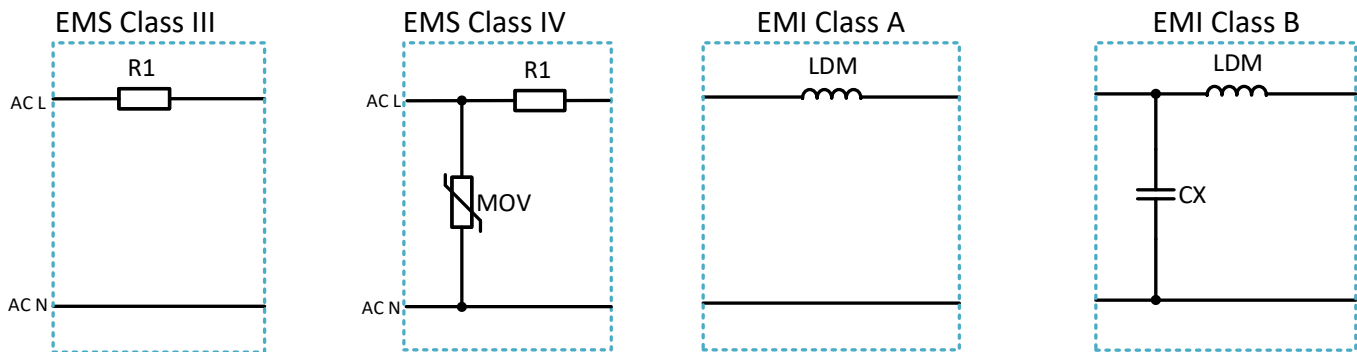 EMS Class III
EMS Class IV
EMI Class A
EMI Class B
R1
R1
LDM
LDM
AC L
AC L
MOV
CX
AC N
AC N